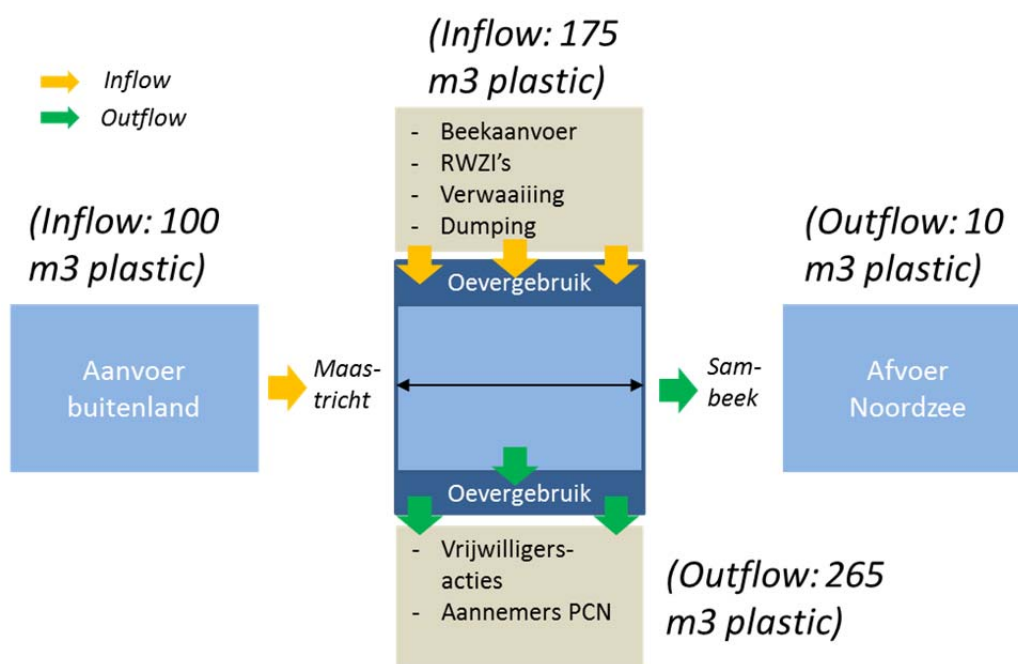 (Inflow: 175
m3 plastic)
Inflow
Outflow
- Beekaanvoer
- RWZI's
- Verwaaiiing
- Dumping
(Inflow: 100
m3 plastic)
(Outflow: 10
m3 plastic)
Oevergebruik
Aanvoer
buitenland
Maas-
tricht
Sam-
beek
Afvoer
Noordzee
Oevergebruik
- Vrijwilligers-
acties
- Aannemers PCN
(Outflow: 265
m3 plastic)